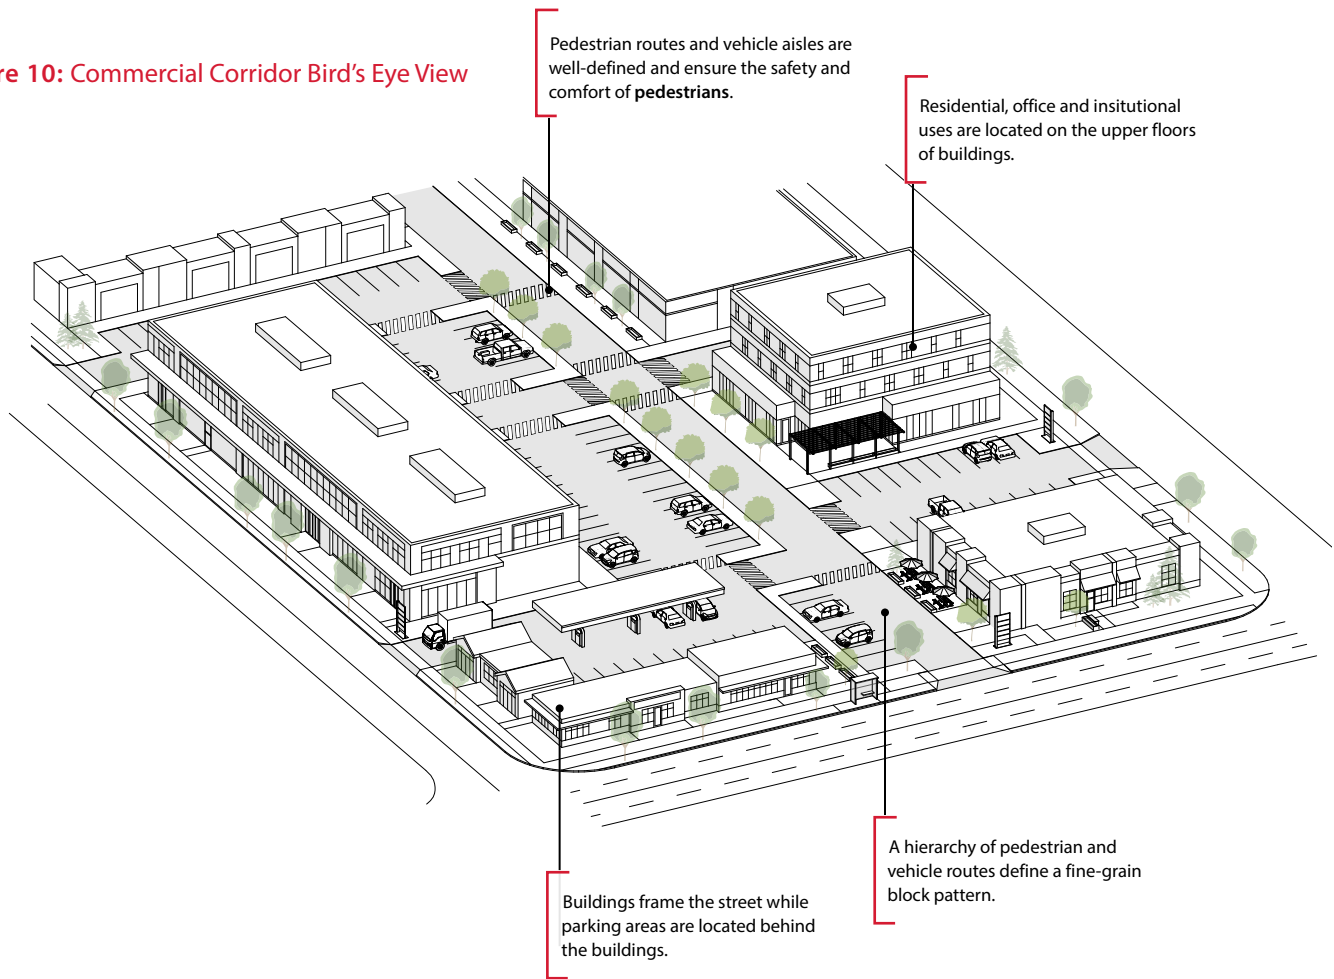 re 10: Commercial Corridor Bird's Eye View
Pedestrian routes and vehicle aisles are
well-defined and ensure the safety and
comfort of pedestrians.
Residential, office and insitutional
uses are located on the upper floors
of buildings.
A hierarchy of pedestrian and
vehicle routes define a fine-grain
block pattern.
Buildings frame the street while
parking areas are located behind
the buildings.